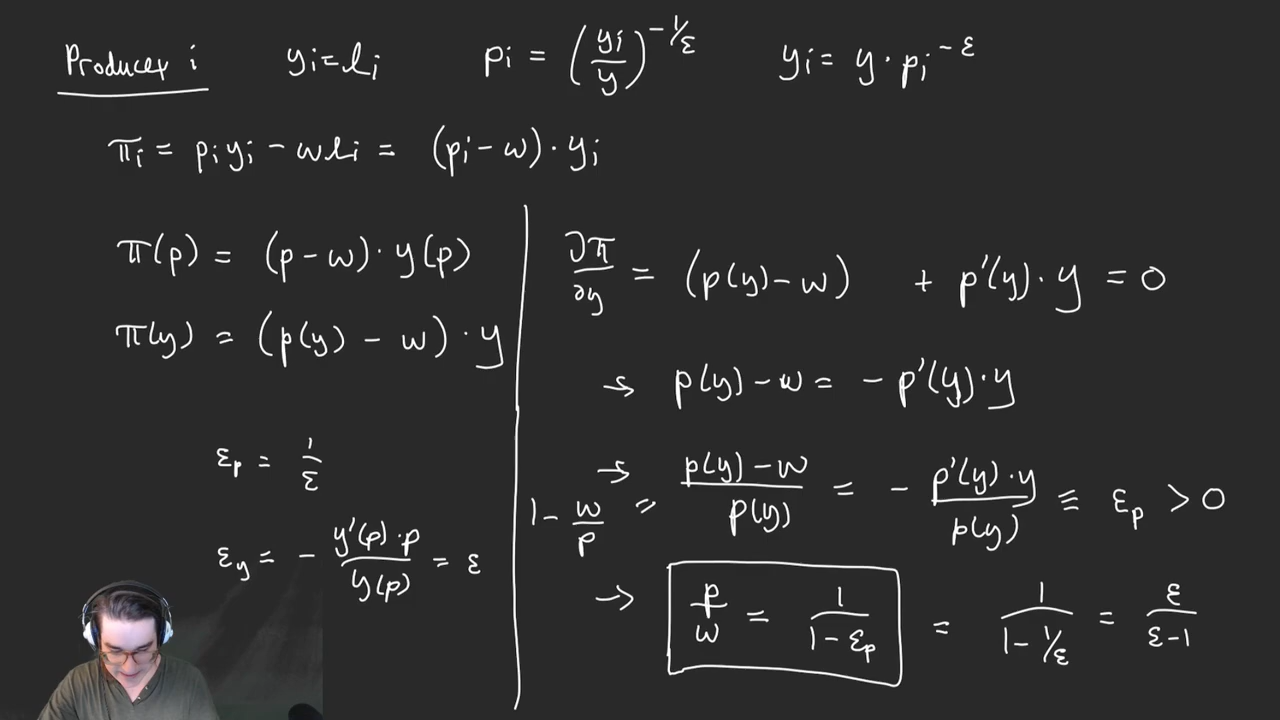 Producer i    yi = li    pi = (yi/y)^(-1/ε)    yi = y · pi^(-ε)
πi = pi yi - wli = (pi - w) · yi
π(p) = (p - w) · y(p)
π(y) = (p(y) - w) · y
εp = 1/ε
εy = - y'(p) · p / y(p) = ε
∂π/∂y = (p(y) - w) + p'(y) · y = 0
→ p(y) - w = - p'(y) · y
→ 1 - w/p = (p(y) - w)/p(y) = - p'(y) · y / p(y) ≡ εp > 0
→ p/w = 1/(1 - εp) = 1/(1 - 1/ε) = ε/(ε-1)